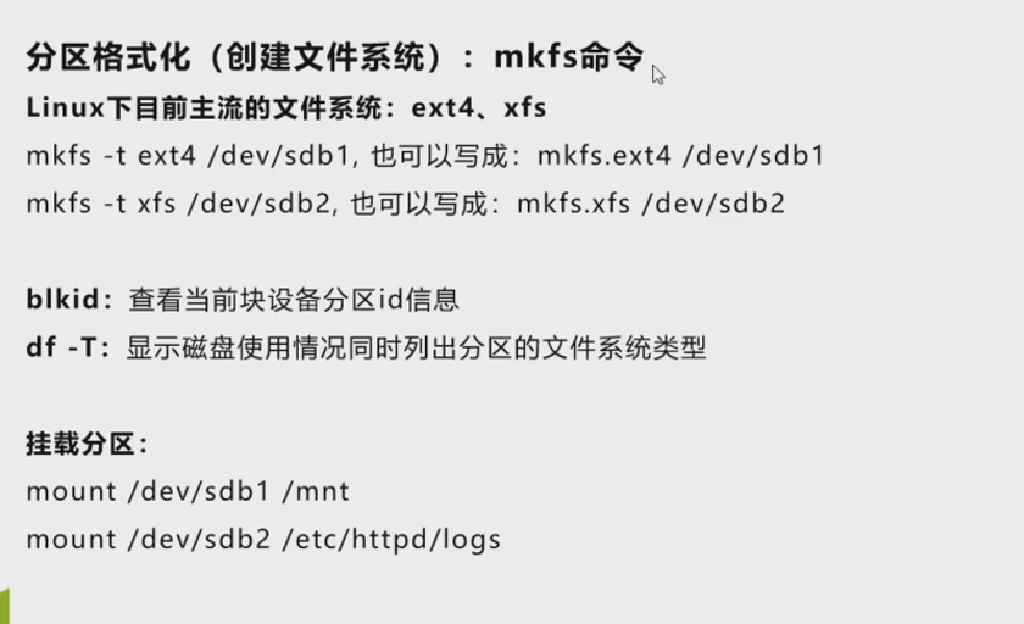 分区格式化（创建文件系统）：mkfs命令
Linux下目前主流的文件系统：ext4、xfs
mkfs -t ext4 /dev/sdb1, 也可以写成：mkfs.ext4 /dev/sdb1
mkfs -t xfs /dev/sdb2, 也可以写成：mkfs.xfs /dev/sdb2
blkid：查看当前块设备分区id信息
df -T：显示磁盘使用情况同时列出分区的文件系统类型
挂载分区：
mount /dev/sdb1 /mnt
mount /dev/sdb2 /etc/httpd/logs